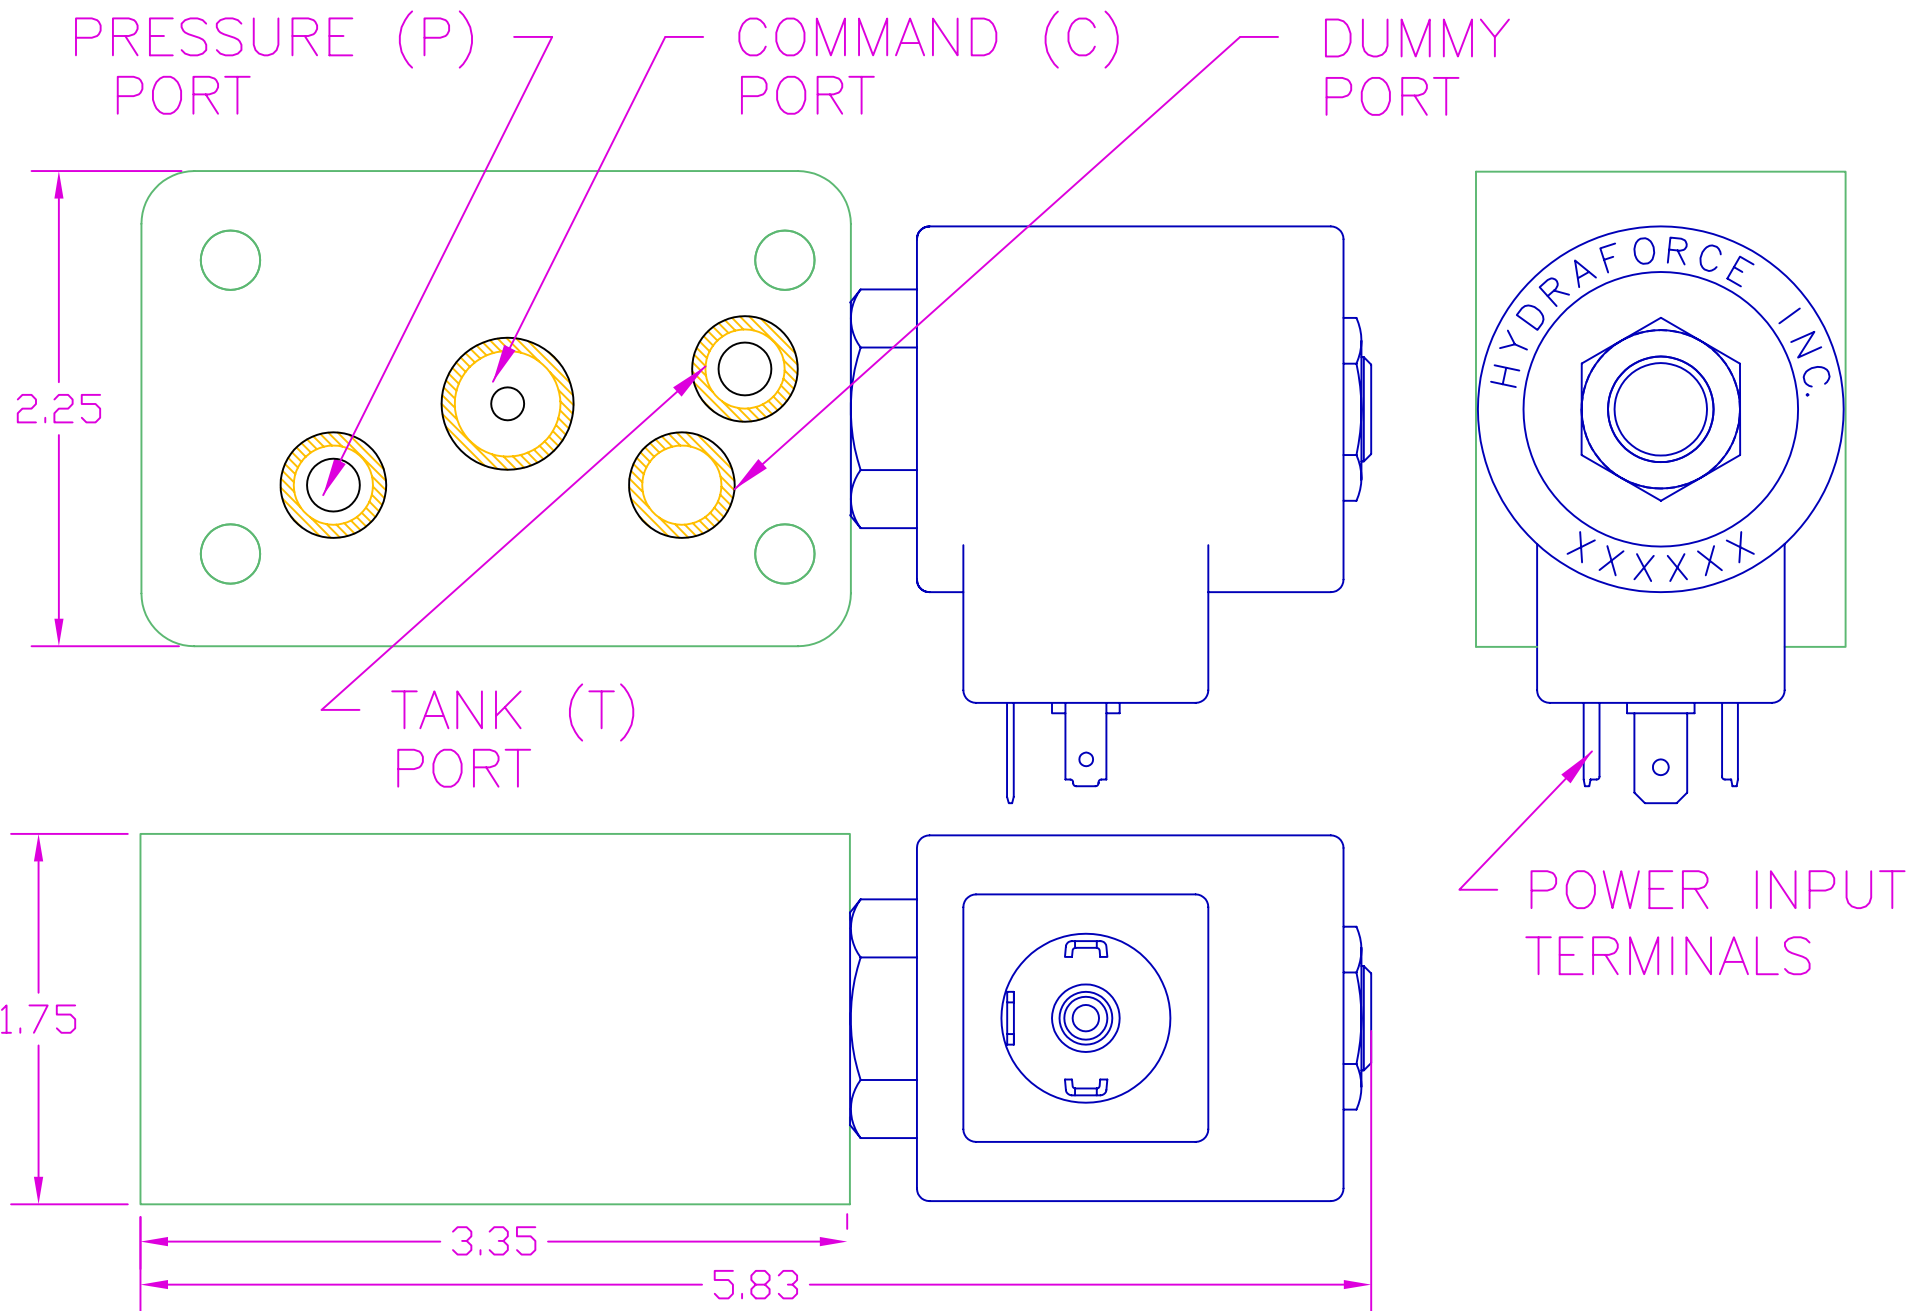 PRESSURE (P)
PORT
COMMAND (C)
PORT
DUMMY
PORT
2.25
HYDRAFORCE INC.
XXXXXX
TANK (T)
PORT
POWER INPUT
TERMINALS
1.75
3.35
5.83